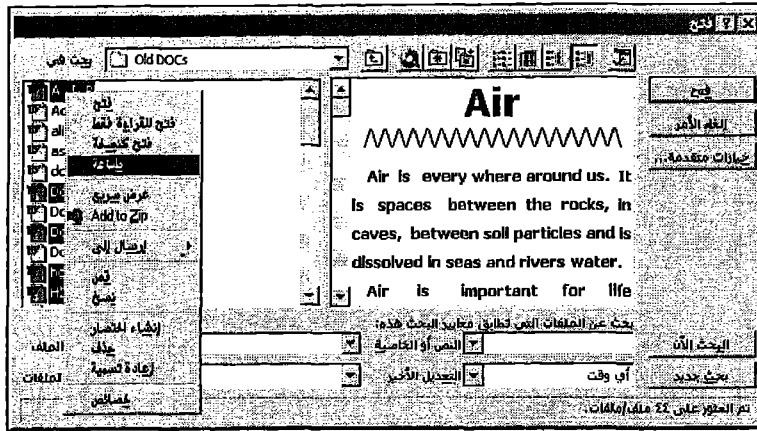 فتح
بحث في
Old DOCs
فتح
فتح للقراءة فقط
فتح كنسخة
طباعة
عرض سريع
Add to Zip
إرسال إلى
قص
نسخ
إنشاء اختصار
حذف
إعادة تسمية
خصائص
Air
Air is every where around us. It
is spaces between the rocks, in
caves, between soil particles and is
dissolved in seas and rivers water.
Air is important for life
فتح
إلغاء الأمر
خيارات متقدمة...
بحث عن الملفات التي تطابق معايير البحث هذه:
الملف
النص أو الخاصية
البحث الآن
الملفات
التعديل الأخير
أي وقت
بحث جديد
تم العثور على ٤٤ ملف/ملفات.